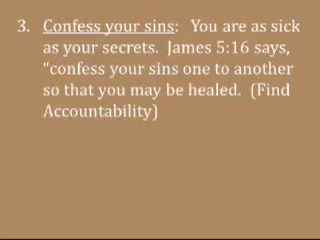 3. Confess your sins:  You are as sick
as your secrets.  James 5:16 says,
“confess your sins one to another
so that you may be healed.  (Find
Accountability)